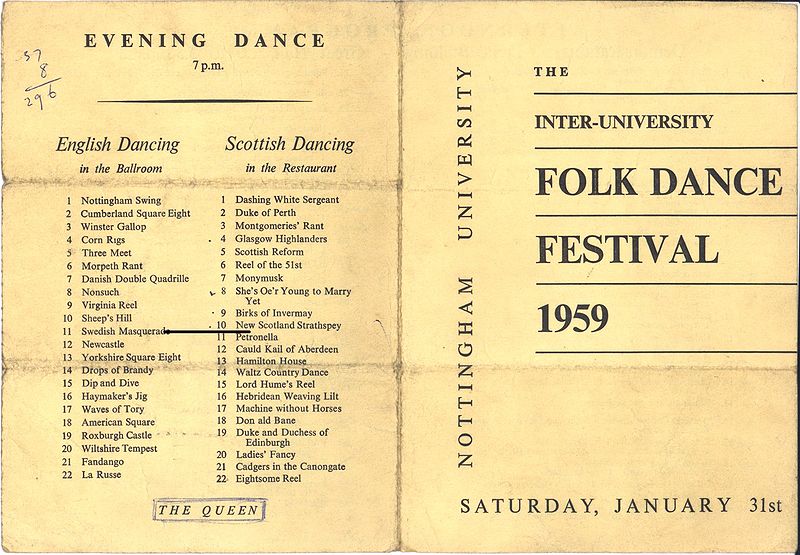 57
8
296
EVENING DANCE
7 p.m.
English Dancing
in the Ballroom
1 Nottingham Swing
2 Cumberland Square Eight
3 Winster Gallop
4 Corn Rigs
5 Three Meet
6 Morpeth Rant
7 Danish Double Quadrille
8 Nonsuch
9 Virginia Reel
10 Sheep's Hill
11 Swedish Masquerade
12 Newcastle
13 Yorkshire Square Eight
14 Drops of Brandy
15 Dip and Dive
16 Haymaker's Jig
17 Waves of Tory
18 American Square
19 Roxburgh Castle
20 Wiltshire Tempest
21 Fandango
22 La Russe
Scottish Dancing
in the Restaurant
1 Dashing White Sergeant
2 Duke of Perth
3 Montgomeries' Rant
4 Glasgow Highlanders
5 Scottish Reform
6 Reel of the 51st
7 Monymusk
8 She's Oe'r Young to Marry
Yet
9 Birks of Invermay
10 New Scotland Strathspey
11 Petronella
12 Cauld Kail of Aberdeen
13 Hamilton House
14 Waltz Country Dance
15 Lord Hume's Reel
16 Hebridean Weaving Lilt
17 Machine without Horses
18 Don ald Bane
19 Duke and Duchess of
Edinburgh
20 Ladies' Fancy
21 Cadgers in the Canongate
22 Eightsome Reel
THE QUEEN
NOTTINGHAM UNIVERSITY
THE
INTER-UNIVERSITY
FOLK DANCE
FESTIVAL
1959
SATURDAY, JANUARY 31st